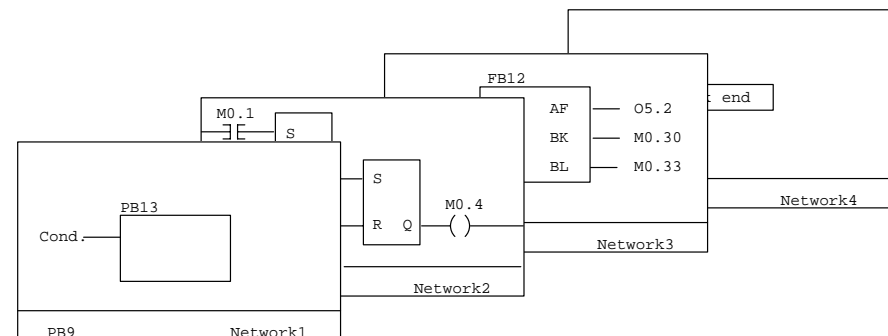 FB12
AF O5.2
BK M0.30
BL M0.33
end
M0.1
S
S
R Q
M0.4
PB13
Cond.
Network4
Network3
Network2
PB9 Network1